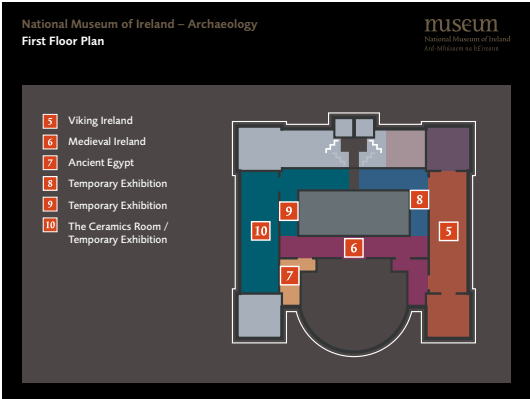 National Museum of Ireland – Archaeology
First Floor Plan
museum
National Museum of Ireland
Ard-Mhúsaem na hÉireann
5 Viking Ireland
6 Medieval Ireland
7 Ancient Egypt
8 Temporary Exhibition
9 Temporary Exhibition
10 The Ceramics Room /
Temporary Exhibition
9
8
10
5
6
7